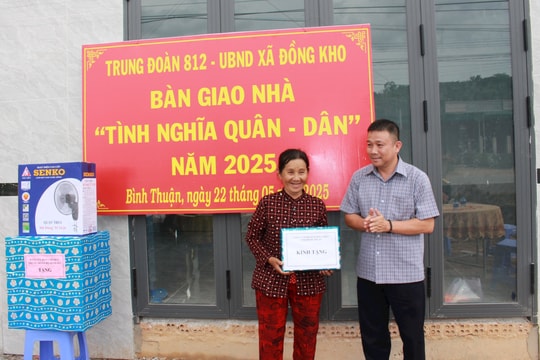 TRUNG ĐOÀN 812 - UBND XÃ ĐỒNG KHO
BÀN GIAO NHÀ
“TÌNH NGHĨA QUÂN - DÂN”
NĂM 2025
Bình Thuận, ngày 22 tháng 05 2025
SENKO
TẶNG
KÍNH TẶNG